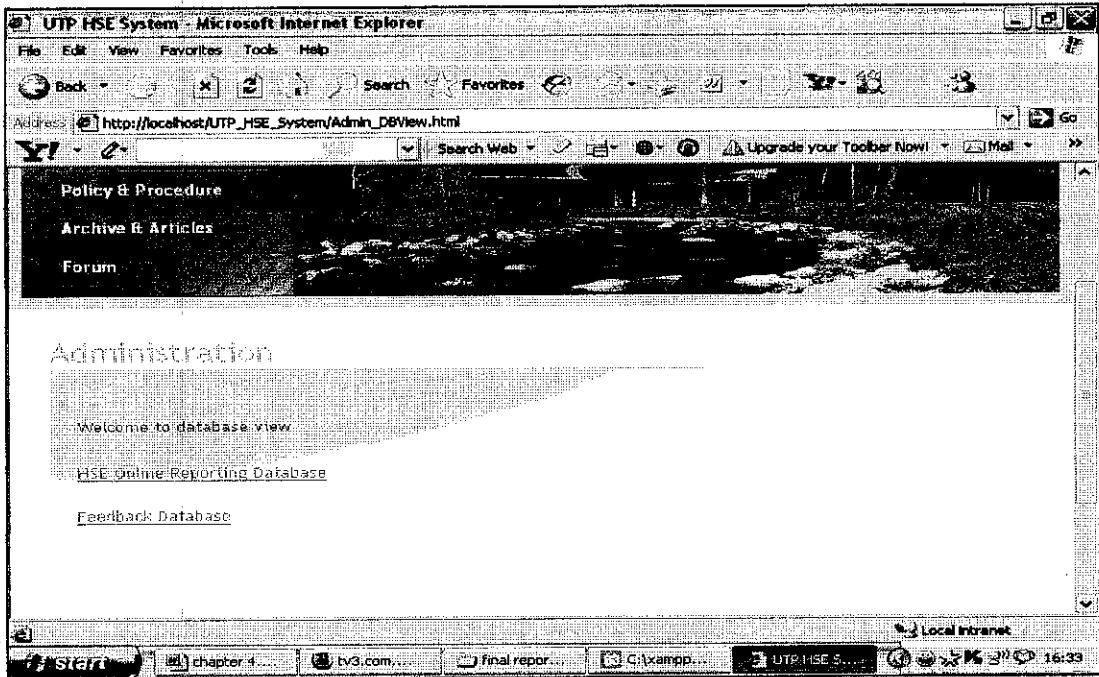 UTP HSE System - Microsoft Internet Explorer
File Edit View Favorites Tools Help
Back Search Favorites
Address http://localhost/UTP_HSE_System/Admin_DBView.html Go
Y! Search Web Upgrade your Toolbar Now! Mail »
Policy & Procedure
Archive & Articles
Forum
Administration
Welcome to database view
HSE Online Reporting Database
Feedback Database
Local intranet
start chapter 4 .... tv3.com,... final repor... C:\xampp... UTP HSE S.... 16:33